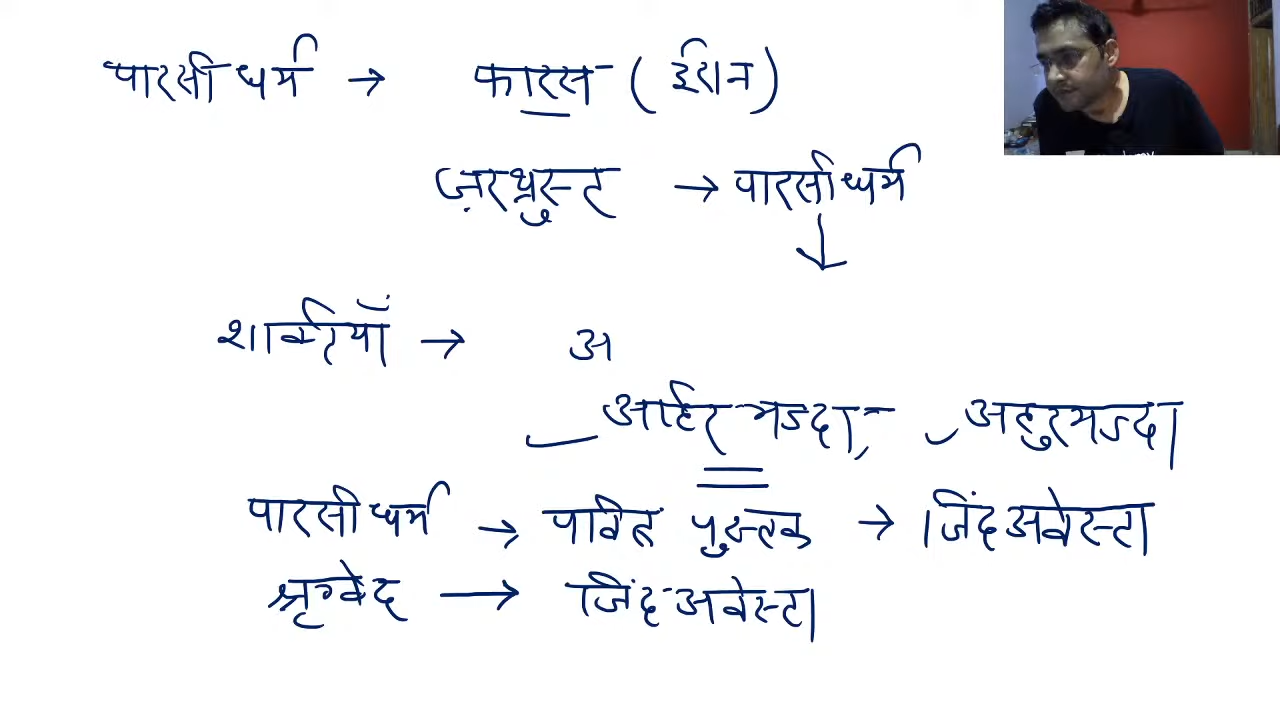 पारसी धर्म → फारस (ईरान)
ज़रथ्रुस्ट → पारसी धर्म
शक्तियाँ → अ
आहिर मज्दा, अहुरमज्दा
पारसी धर्म → पवित्र पुस्तक → जिंद अवेस्ता
ऋग्वेद → जिंद-अवेस्ता